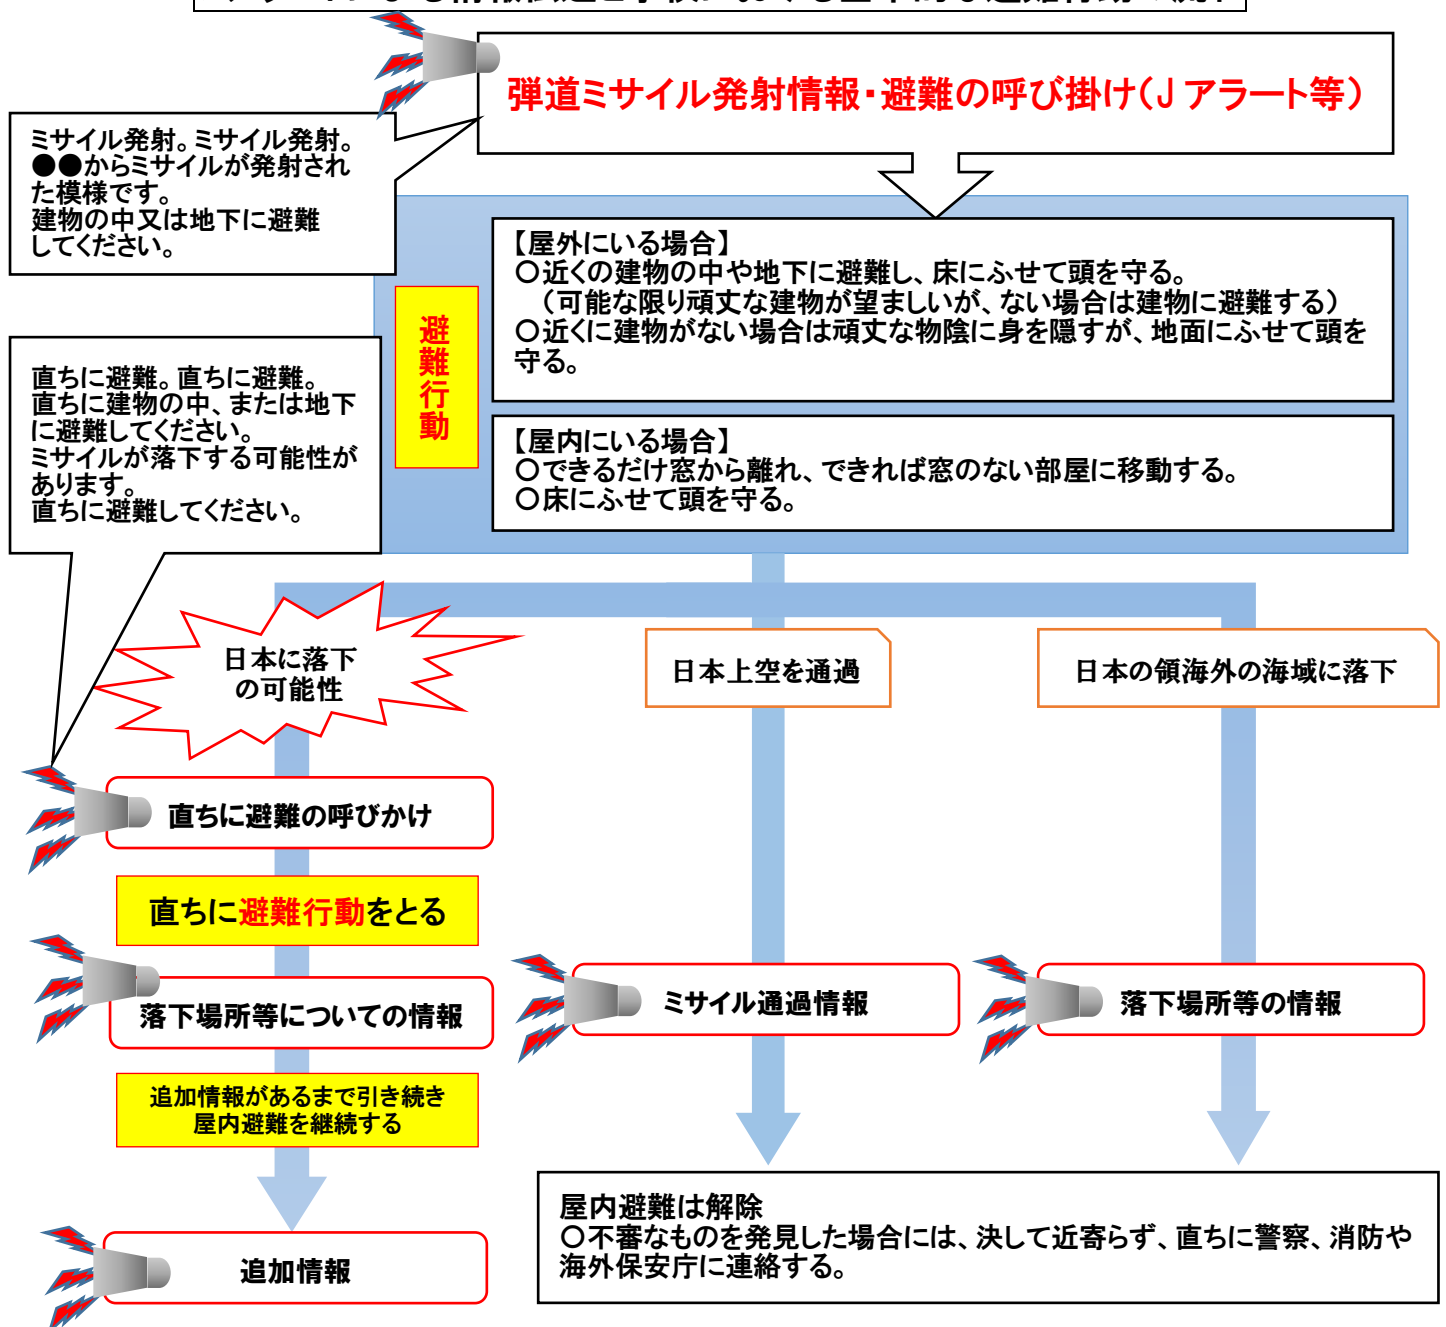 弾道ミサイル発射情報・避難の呼び掛け(Jアラート等)
ミサイル発射。ミサイル発射。
●●からミサイルが発射され
た模様です。
建物の中又は地下に避難
してください。
避難行動
【屋外にいる場合】
○近くの建物の中や地下に避難し、床にふせて頭を守る。
(可能な限り頑丈な建物が望ましいが、ない場合は建物に避難する)
○近くに建物がない場合は頑丈な物陰に身を隠すが、地面にふせて頭を
守る。
【屋内にいる場合】
○できるだけ窓から離れ、できれば窓のない部屋に移動する。
○床にふせて頭を守る。
直ちに避難。直ちに避難。
直ちに建物の中、または地下
に避難してください。
ミサイルが落下する可能性が
あります。
直ちに避難してください。
日本に落下
の可能性
日本上空を通過
日本の領海外の海域に落下
直ちに避難の呼びかけ
直ちに避難行動をとる
落下場所等についての情報
ミサイル通過情報
落下場所等の情報
追加情報があるまで引き続き
屋内避難を継続する
追加情報
屋内避難は解除
○不審なものを発見した場合には、決して近寄らず、直ちに警察、消防や
海外保安庁に連絡する。